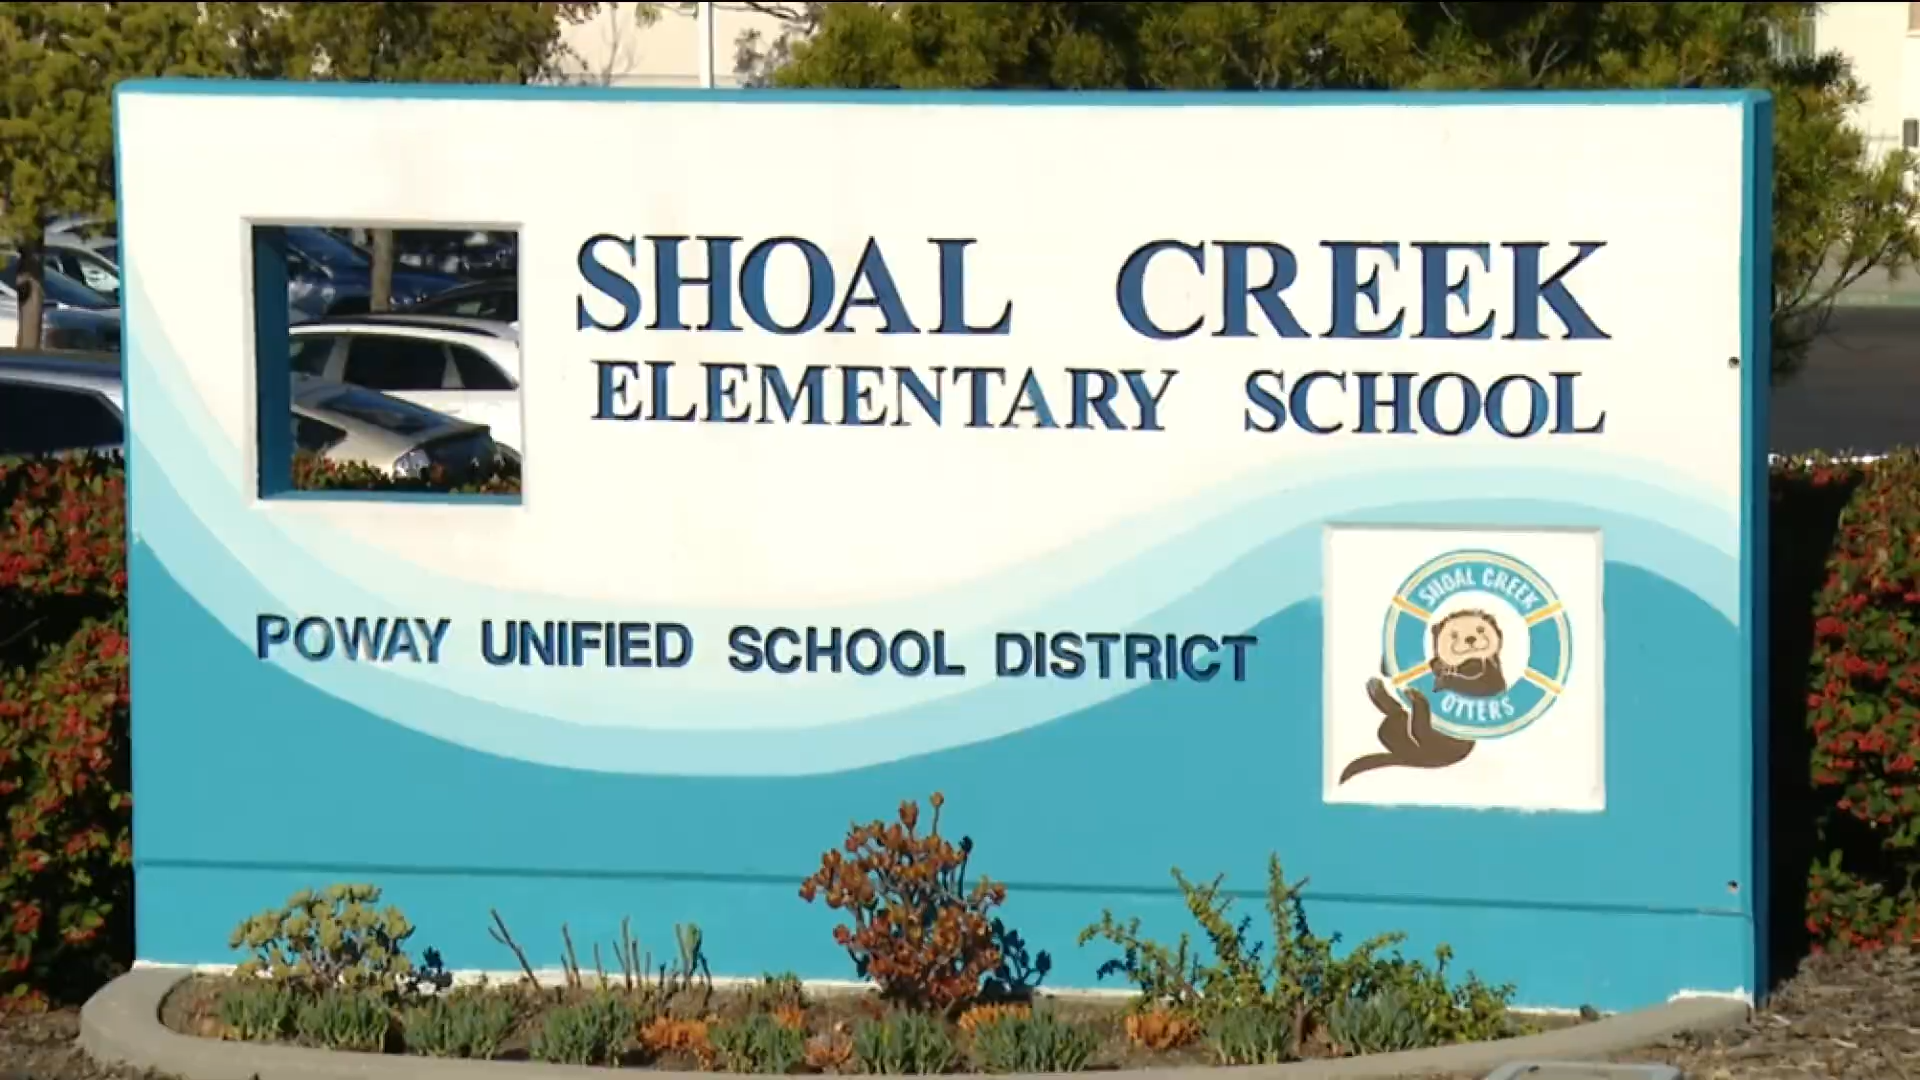 SHOAL CREEK
ELEMENTARY SCHOOL
POWAY UNIFIED SCHOOL DISTRICT
SHOAL CREEK
OTTERS